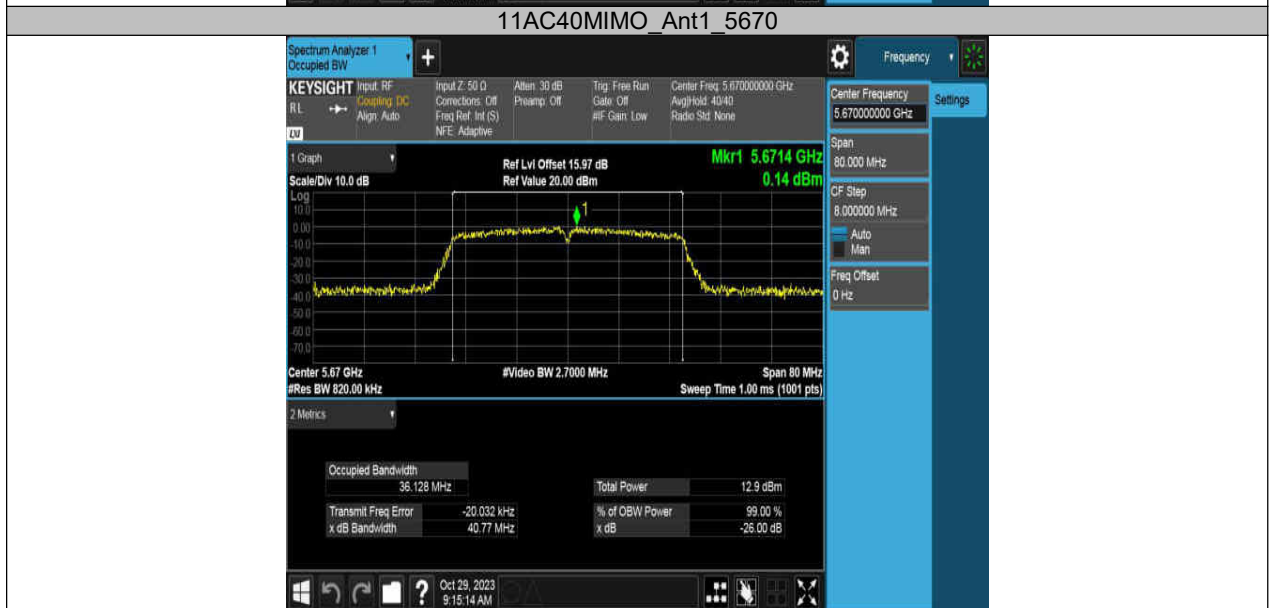 11AC40MIMO_Ant1_5670
Spectrum Analyzer 1
Occupied BW
+
Frequency
KEYSIGHT
RL
Input: RF
Coupling: DC
Align: Auto
Input Z: 50 Ω
Corrections: Off
Freq Ref: Int (S)
NFE: Adaptive
Atten: 30 dB
Preamp: Off
Trig: Free Run
Gate: Off
#IF Gain: Low
Center Freq: 5.670000000 GHz
Avg|Hold: 40/40
Radio Std: None
Center Frequency
5.670000000 GHz
Settings
Span
80.000 MHz
CF Step
8.000000 MHz
Auto
Man
Freq Offset
0 Hz
1 Graph
Scale/Div 10.0 dB
Ref Lvl Offset 15.97 dB
Ref Value 20.00 dBm
Mkr1 5.6714 GHz
0.14 dBm
Log
10.0
0.00
-10.0
-20.0
-30.0
-40.0
-50.0
-60.0
-70.0
1
Center 5.67 GHz
#Video BW 2.7000 MHz
Span 80 MHz
#Res BW 820.00 kHz
Sweep Time 1.00 ms (1001 pts)
2 Metrics
Occupied Bandwidth
36.128 MHz
Total Power 12.9 dBm
Transmit Freq Error -20.032 kHz
% of OBW Power 99.00 %
x dB Bandwidth 40.77 MHz
x dB -26.00 dB
?
Oct 29, 2023
9:15:14 AM